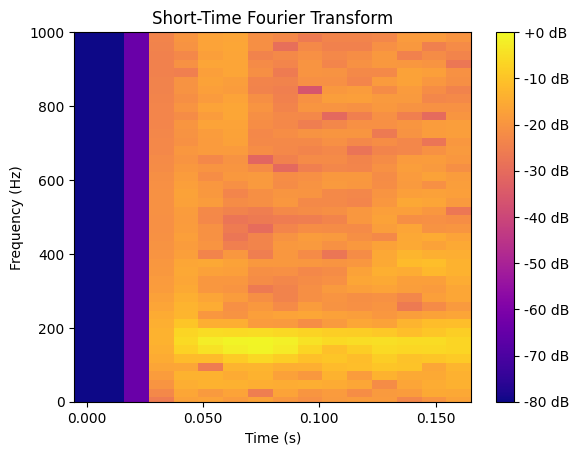 Short-Time Fourier Transform
1000
800
600
400
200
0
Frequency (Hz)
0.000
0.050
0.100
0.150
Time (s)
+0 dB
-10 dB
-20 dB
-30 dB
-40 dB
-50 dB
-60 dB
-70 dB
-80 dB